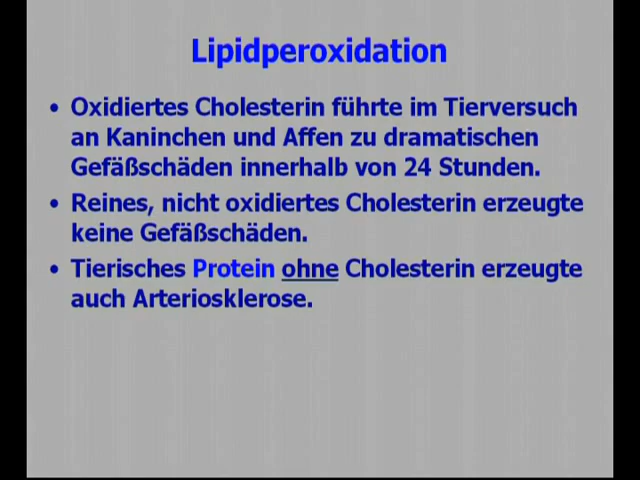 Lipidperoxidation
• Oxidiertes Cholesterin führte im Tierversuch
an Kaninchen und Affen zu dramatischen
Gefäßschäden innerhalb von 24 Stunden.
• Reines, nicht oxidiertes Cholesterin erzeugte
keine Gefäßschäden.
• Tierisches Protein ohne Cholesterin erzeugte
auch Arteriosklerose.